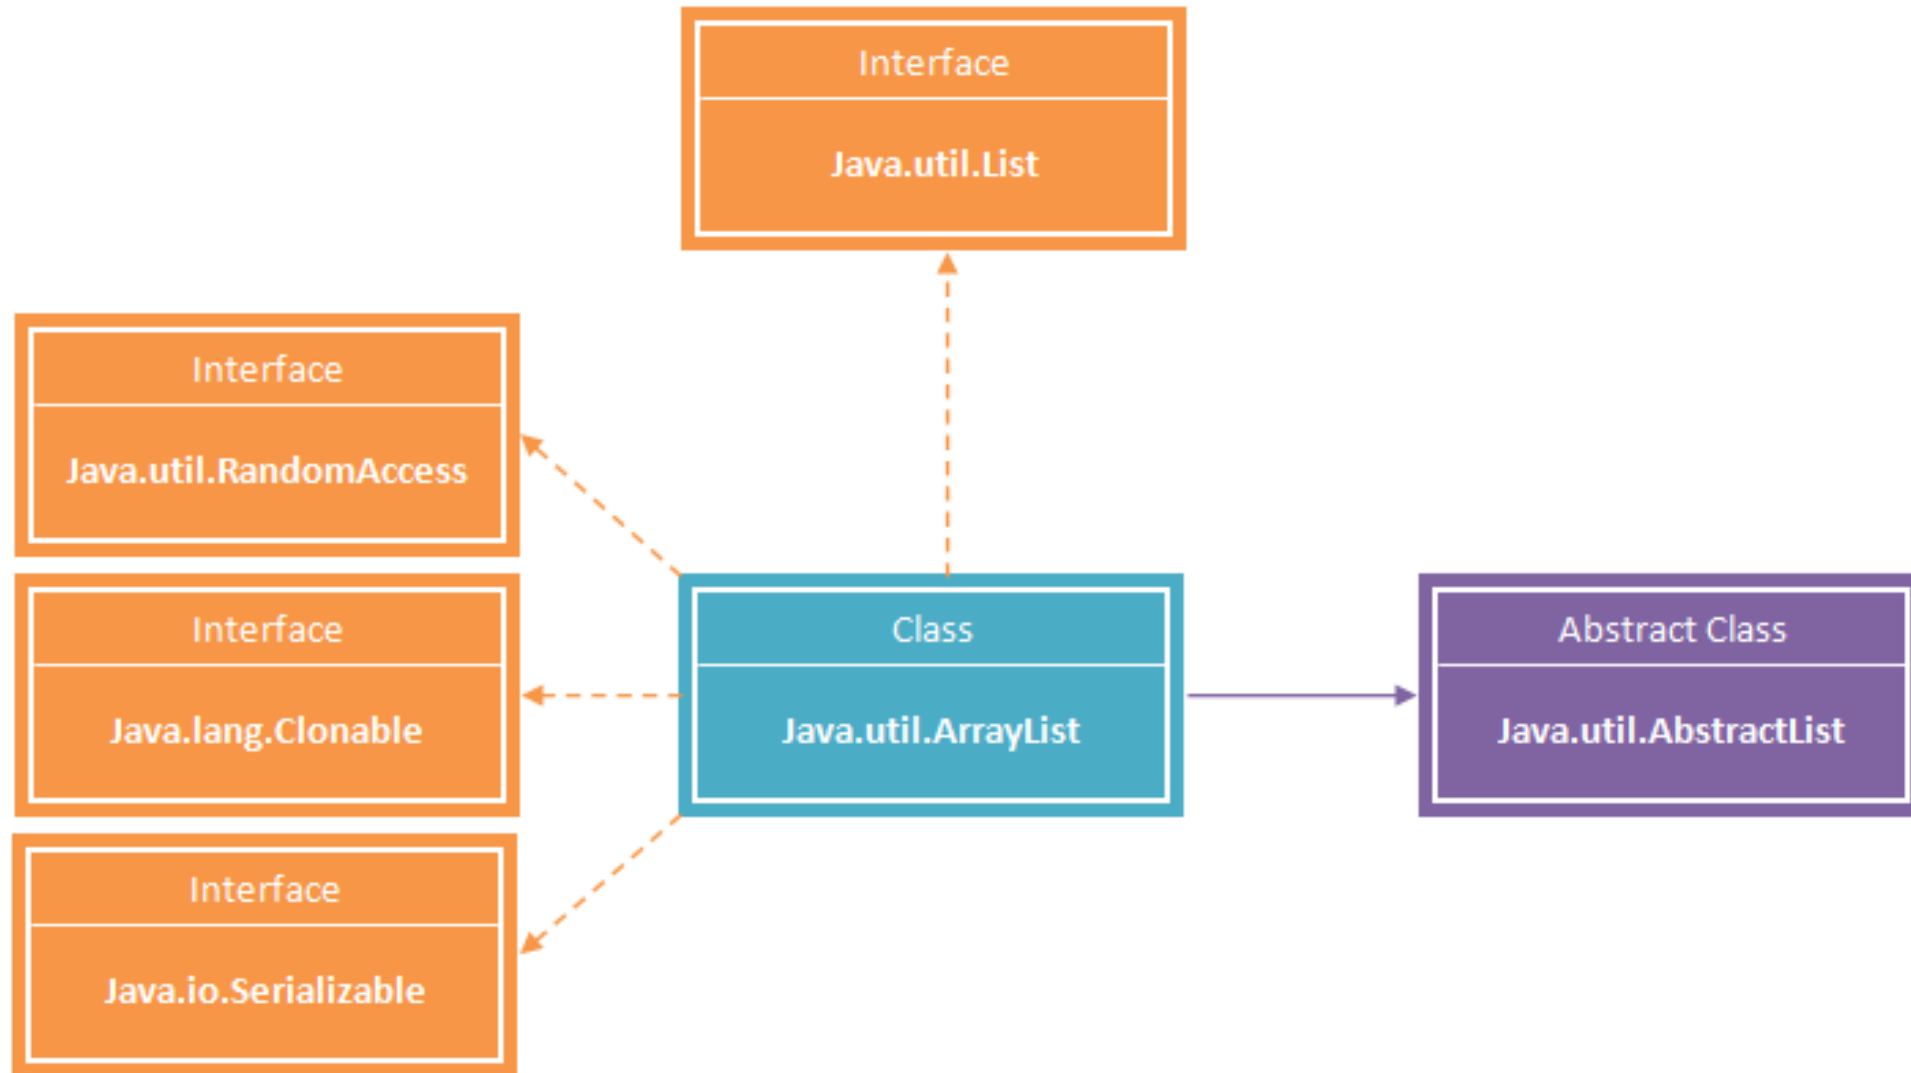 Interface
Java.util.List
Interface
Java.util.RandomAccess
Interface
Java.lang.Clonable
Class
Java.util.ArrayList
Abstract Class
Java.util.AbstractList
Interface
Java.io.Serializable